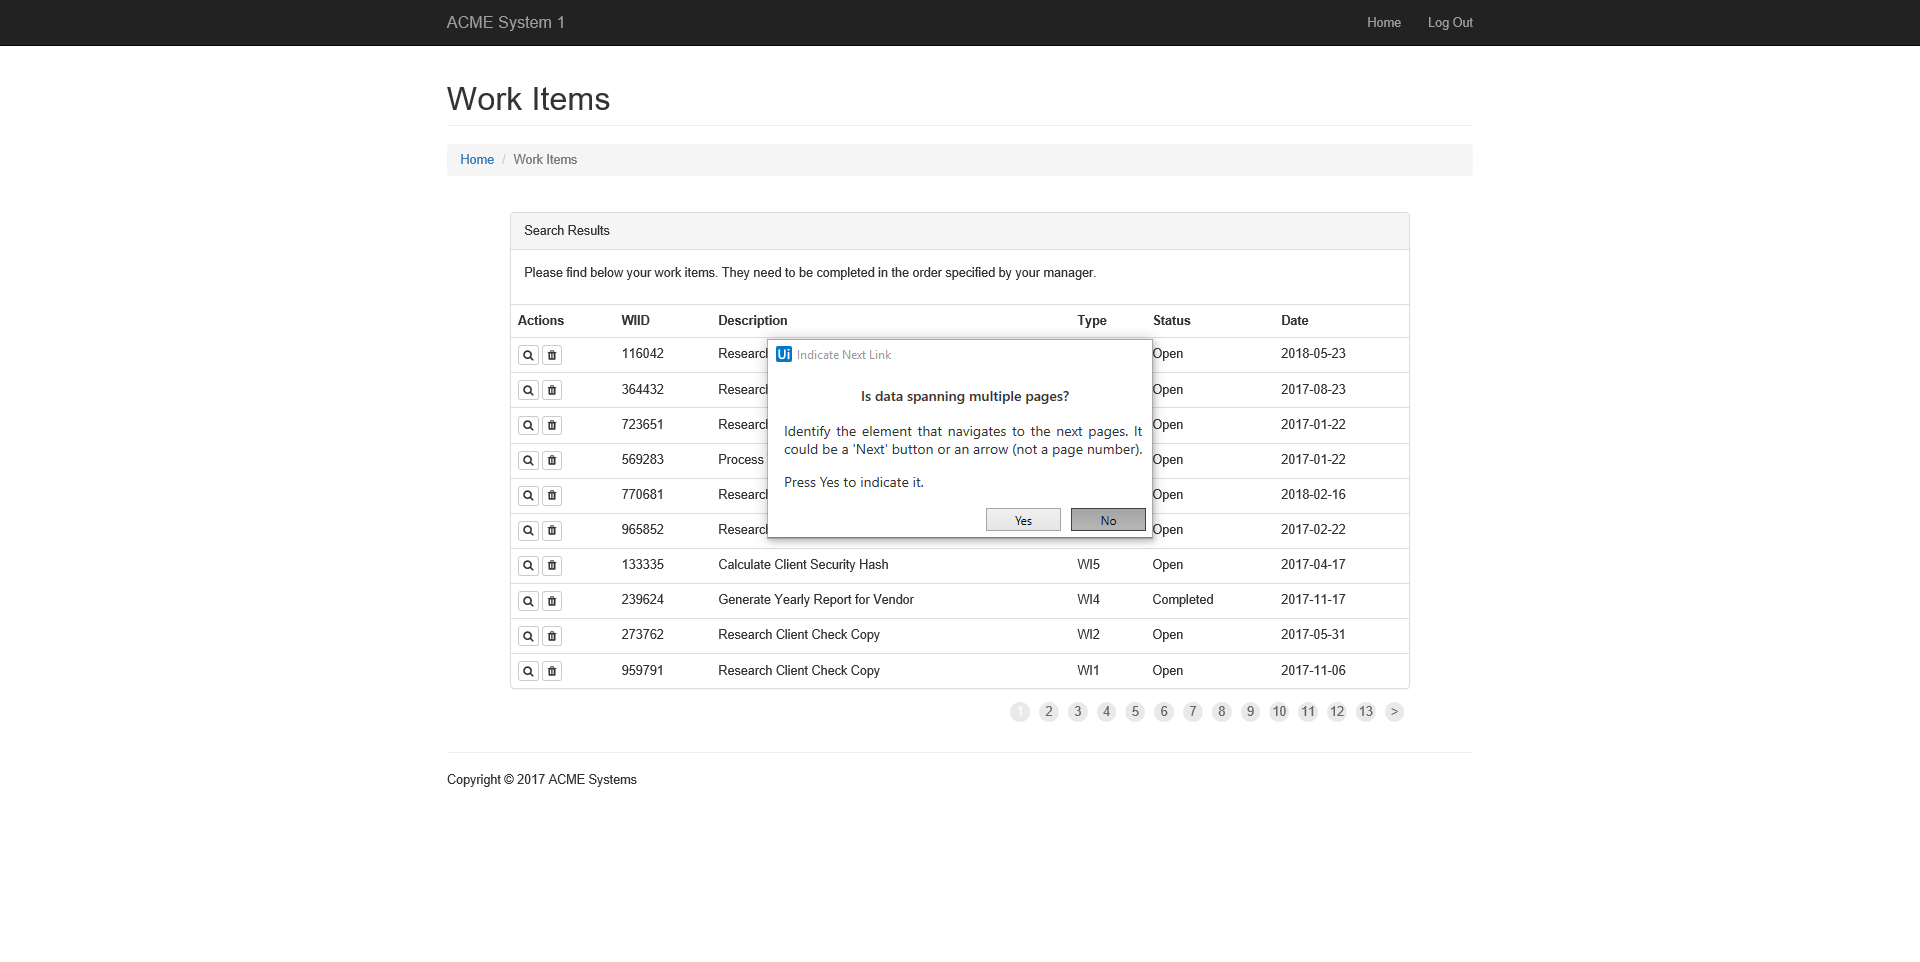 ACME System 1 Home Log Out
Work Items
Home / Work Items
Search Results
Please find below your work items. They need to be completed in the order specified by your manager.
Actions WIID Description Type Status Date
116042 Research Open 2018-05-23
364432 Research Open 2017-08-23
723651 Research Open 2017-01-22
569283 Process Open 2017-01-22
770681 Research Open 2018-02-16
965852 Research Open 2017-02-22
Ui Indicate Next Link
Is data spanning multiple pages?
Identify the element that navigates to the next pages. It
could be a 'Next' button or an arrow (not a page number).
Press Yes to indicate it.
Yes No
133335 Calculate Client Security Hash WI5 Open 2017-04-17
239624 Generate Yearly Report for Vendor WI4 Completed 2017-11-17
273762 Research Client Check Copy WI2 Open 2017-05-31
959791 Research Client Check Copy WI1 Open 2017-11-06
1 2 3 4 5 6 7 8 9 10 11 12 13 >
Copyright © 2017 ACME Systems